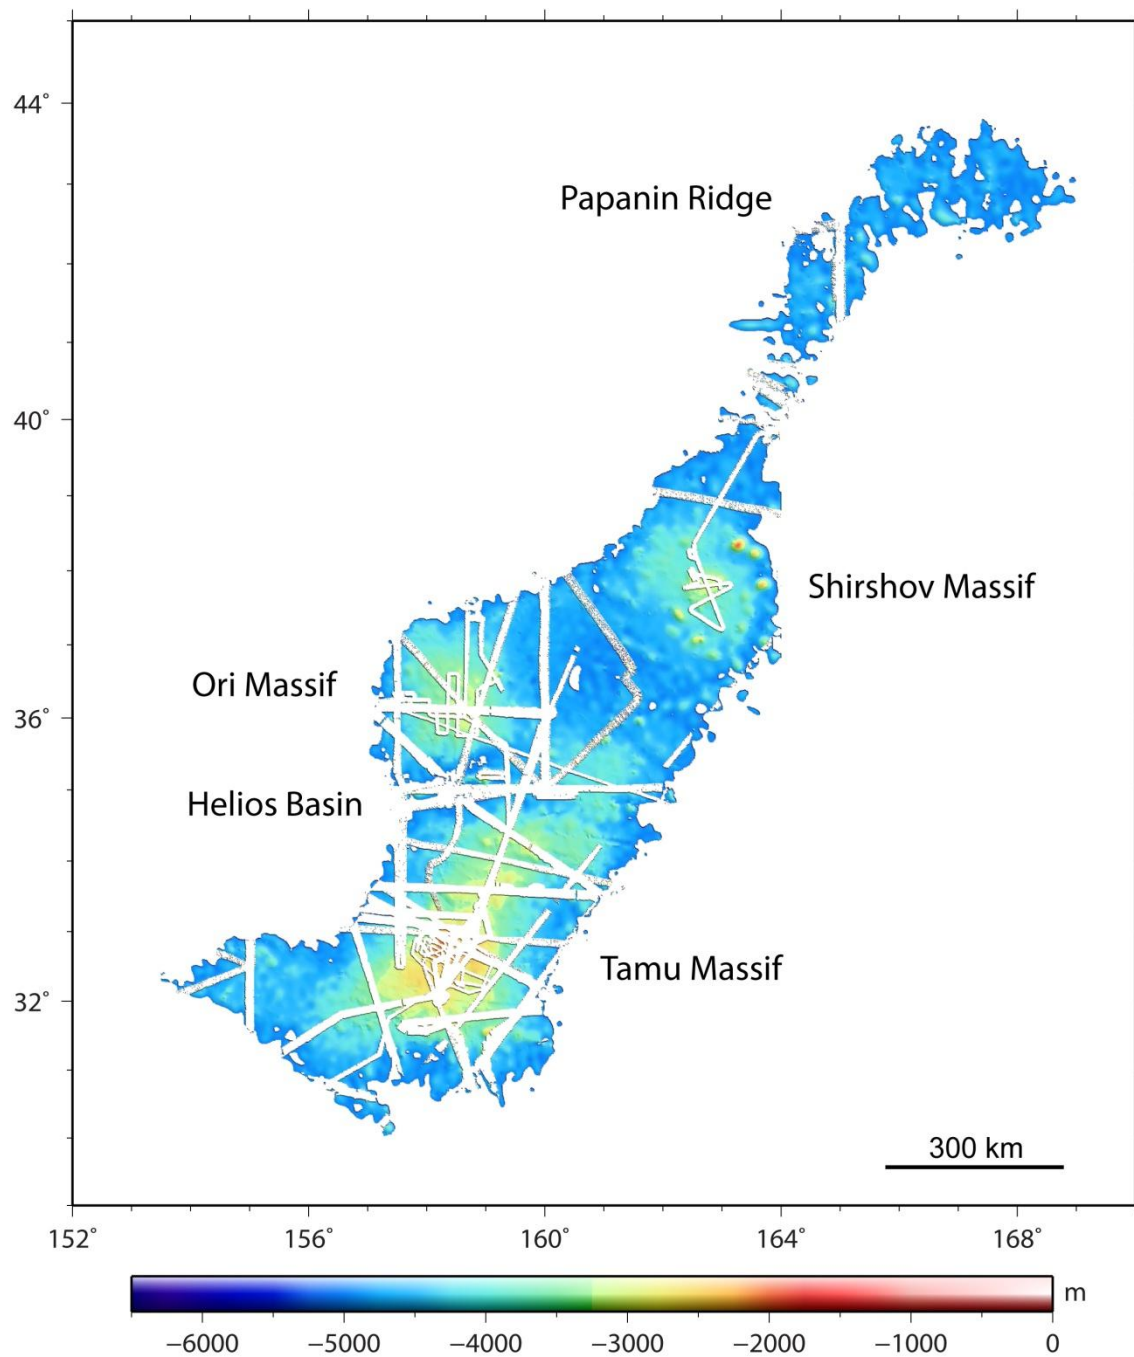 44°
Papanin Ridge
40°
Shirshov Massif
Ori Massif
36°
Helios Basin
Tamu Massif
32°
300 km
152° 156° 160° 164° 168°
m
−6000 −5000 −4000 −3000 −2000 −1000 0